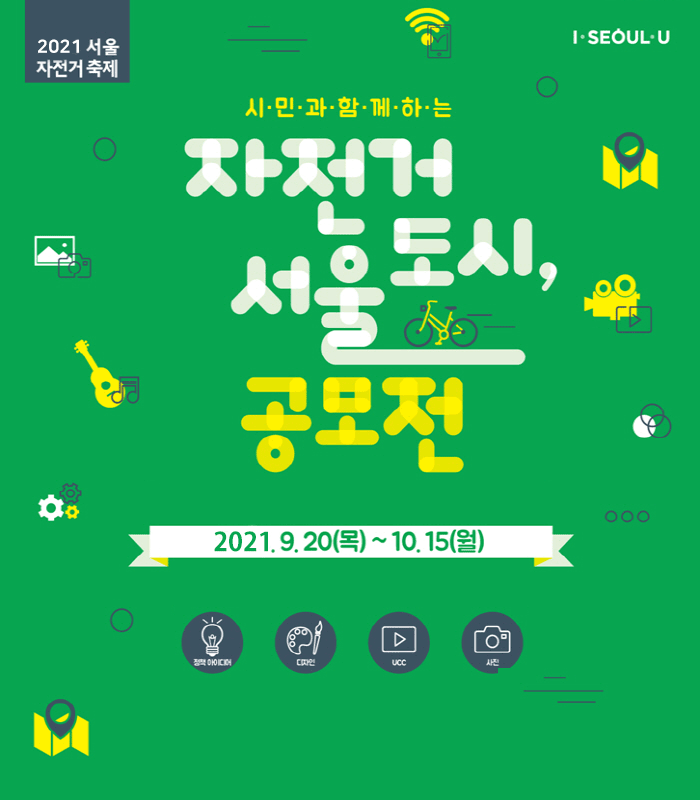 2021 서울
자전거 축제
I·SEOUL·U
시·민·과·함·께·하·는
자전거
도시,
서울
공모전
2021. 9. 20(목) ~ 10. 15(월)
정책 아이디어
디자인
UCC
사진